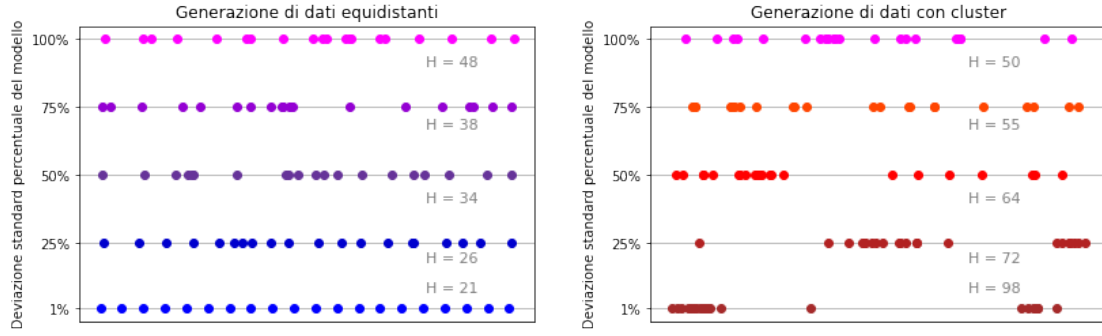 Generazione di dati equidistanti
Deviazione standard percentuale del modello
100%
H = 48
75%
H = 38
50%
H = 34
25%
H = 26
H = 21
1%
Generazione di dati con cluster
Deviazione standard percentuale del modello
100%
H = 50
75%
H = 55
50%
H = 64
25%
H = 72
H = 98
1%